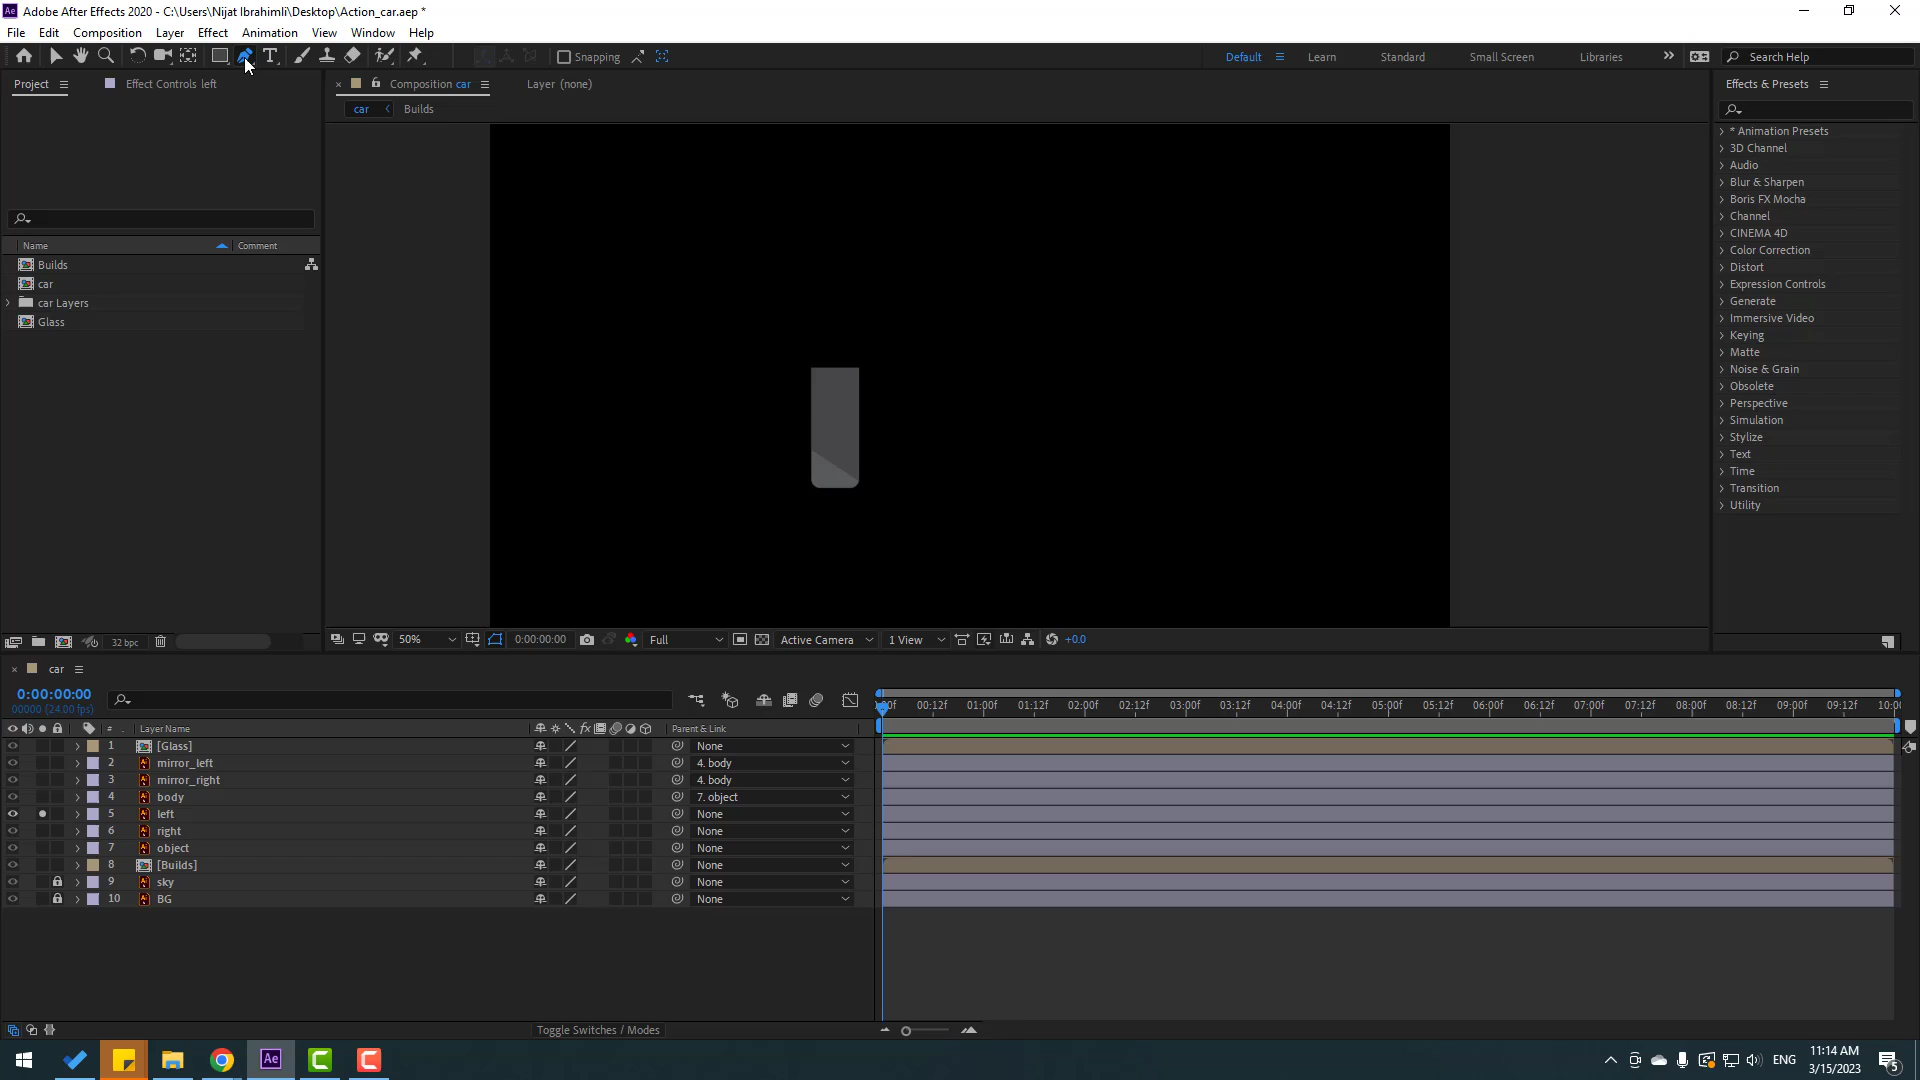 Ae Adobe After Effects 2020 - C:\Users\Nijat Ibrahimli\Desktop\Action_car.aep *
File Edit Composition Layer Effect Animation View Window Help
Snapping Default Learn Standard Small Screen Libraries Search Help
Project Effect Controls left Composition car Layer (none) Effects & Presets
car Builds
* Animation Presets
3D Channel
Audio
Blur & Sharpen
Boris FX Mocha
Channel
CINEMA 4D
Color Correction
Distort
Expression Controls
Generate
Immersive Video
Keying
Matte
Noise & Grain
Obsolete
Perspective
Simulation
Stylize
Text
Time
Transition
Utility
Name Comment
Builds
car
car Layers
Glass
32 bpc 50% 0:00:00:00 Full Active Camera 1 View +0.0
car
0:00:00:00
00000 (24.00 fps)
:00f 00:12f 01:00f 01:12f 02:00f 02:12f 03:00f 03:12f 04:00f 04:12f 05:00f 05:12f 06:00f 06:12f 07:00f 07:12f 08:00f 08:12f 09:00f 09:12f 10:0
# Layer Name Parent & Link
1 [Glass] None
2 mirror_left 4. body
3 mirror_right 4. body
4 body 7. object
5 left None
6 right None
7 object None
8 [Builds] None
9 sky None
10 BG None
Toggle Switches / Modes
Ae ENG 11:14 AM
3/15/2023 5